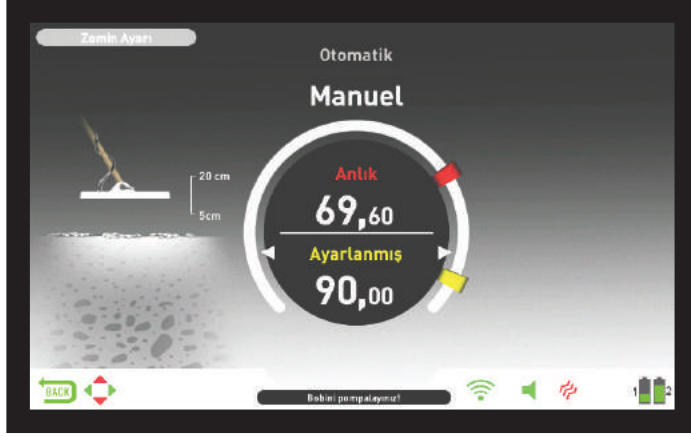 Zemin Ayarı
Otomatik
Manuel
20 cm
5cm
Anlık
69,60
Ayarlanmış
90,00
BACK
Bobini pompalayınız!
1 2